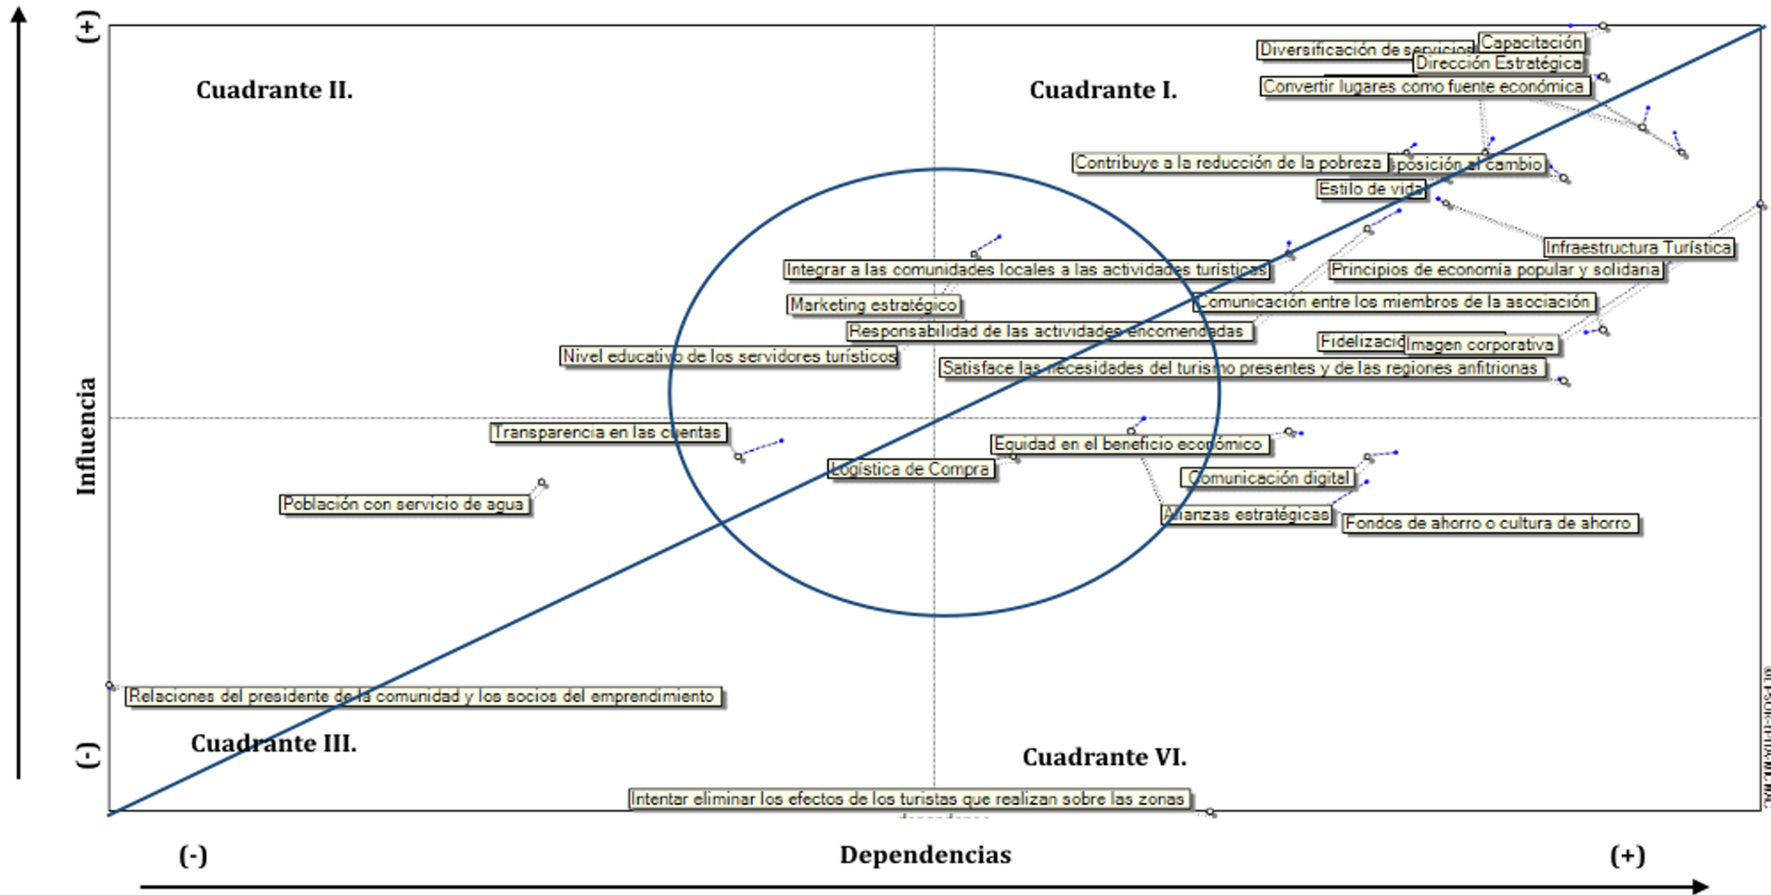 (+)
Cuadrante II.
Cuadrante I.
Diversificación de servicios
Capacitación
Dirección Estratégica
Convertir lugares como fuente económica
Contribuye a la reducción de la pobreza
sposición al cambio
Estilo de vida
Infraestructura Turística
Integrar a las comunidades locales a las actividades turísticas
Principios de economía popular y solidaria
Marketing estratégico
Comunicación entre los miembros de la asociación
Responsabilidad de las actividades encomendadas
Fidelizació
Imagen corporativa
Nivel educativo de los servidores turísticos
Satisface las necesidades del turismo presentes y de las regiones anfitrionas
Influencia
Transparencia en las cuentas
Equidad en el beneficio económico
Logística de Compra
Comunicación digital
Población con servicio de agua
Alianzas estratégicas
Fondos de ahorro o cultura de ahorro
Relaciones del presidente de la comunidad y los socios del emprendimiento
(-)
Cuadrante III.
Cuadrante VI.
Intentar eliminar los efectos de los turistas que realizan sobre las zonas
(-)
Dependencias
(+)